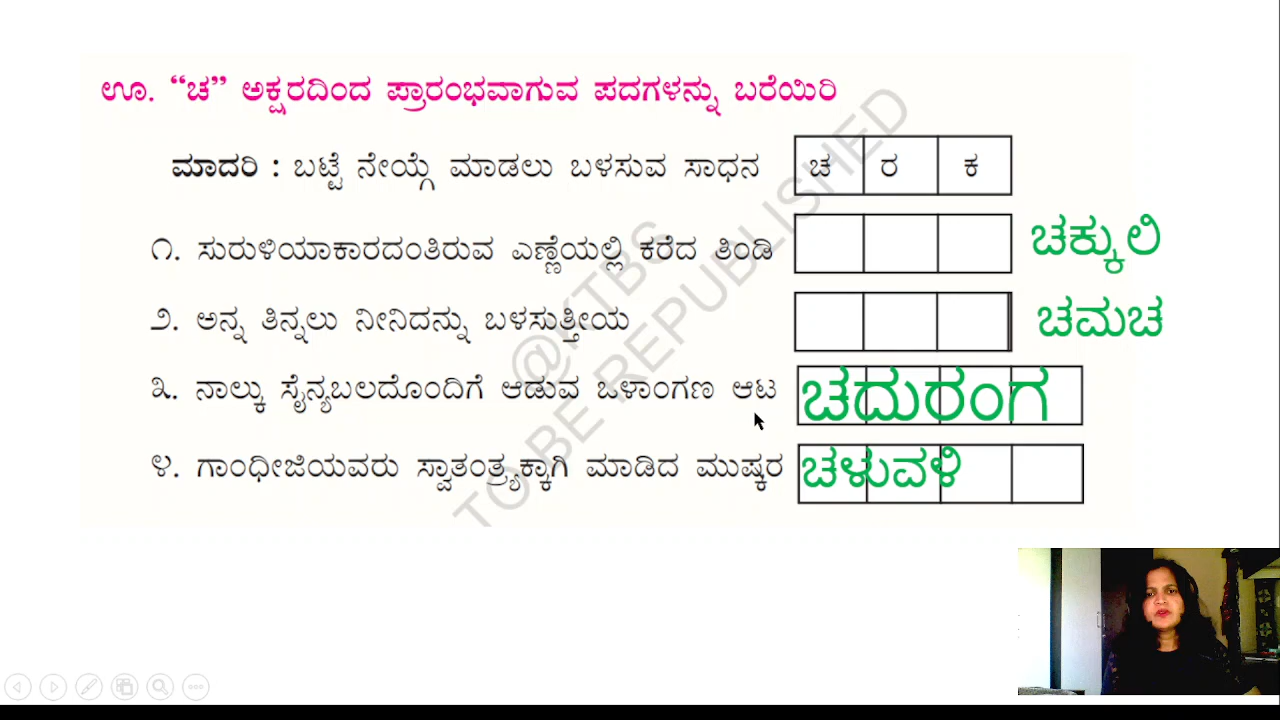 ಊ. “ಚ” ಅಕ್ಷರದಿಂದ ಪ್ರಾರಂಭವಾಗುವ ಪದಗಳನ್ನು ಬರೆಯಿರಿ
ಮಾದರಿ : ಬಟ್ಟೆ ನೇಯ್ಗೆ ಮಾಡಲು ಬಳಸುವ ಸಾಧನ ಚ ರ ಕ
೧. ಸುರುಳಿಯಾಕಾರದಂತಿರುವ ಎಣ್ಣೆಯಲ್ಲಿ ಕರೆದ ತಿಂಡಿ ಚಕ್ಕುಲಿ
೨. ಅನ್ನ ತಿನ್ನಲು ನೀನಿದನ್ನು ಬಳಸುತ್ತೀಯ ಚಮಚ
೩. ನಾಲ್ಕು ಸೈನ್ಯಬಲದೊಂದಿಗೆ ಆಡುವ ಒಳಾಂಗಣ ಆಟ ಚದುರಂಗ
೪. ಗಾಂಧೀಜಿಯವರು ಸ್ವಾತಂತ್ರ್ಯಕ್ಕಾಗಿ ಮಾಡಿದ ಮುಷ್ಕರ ಚಳುವಳಿ
@KTBS
TO BE REPUBLISHED